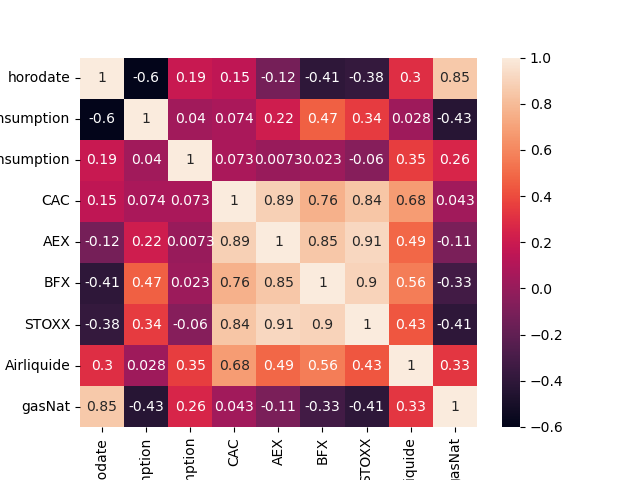 horodate 1 -0.6 0.19 0.15 -0.12 -0.41 -0.38 0.3 0.85
nsumption -0.6 1 0.04 0.074 0.22 0.47 0.34 0.028 -0.43
nsumption 0.19 0.04 1 0.073 0.0073 0.023 -0.06 0.35 0.26
CAC 0.15 0.074 0.073 1 0.89 0.76 0.84 0.68 0.043
AEX -0.12 0.22 0.0073 0.89 1 0.85 0.91 0.49 -0.11
BFX -0.41 0.47 0.023 0.76 0.85 1 0.9 0.56 -0.33
STOXX -0.38 0.34 -0.06 0.84 0.91 0.9 1 0.43 -0.41
Airliquide 0.3 0.028 0.35 0.68 0.49 0.56 0.43 1 0.33
gasNat 0.85 -0.43 0.26 0.043 -0.11 -0.33 -0.41 0.33 1
odate mption mption CAC AEX BFX STOXX iquide gasNat
1.0
0.8
0.6
0.4
0.2
0.0
−0.2
−0.4
−0.6